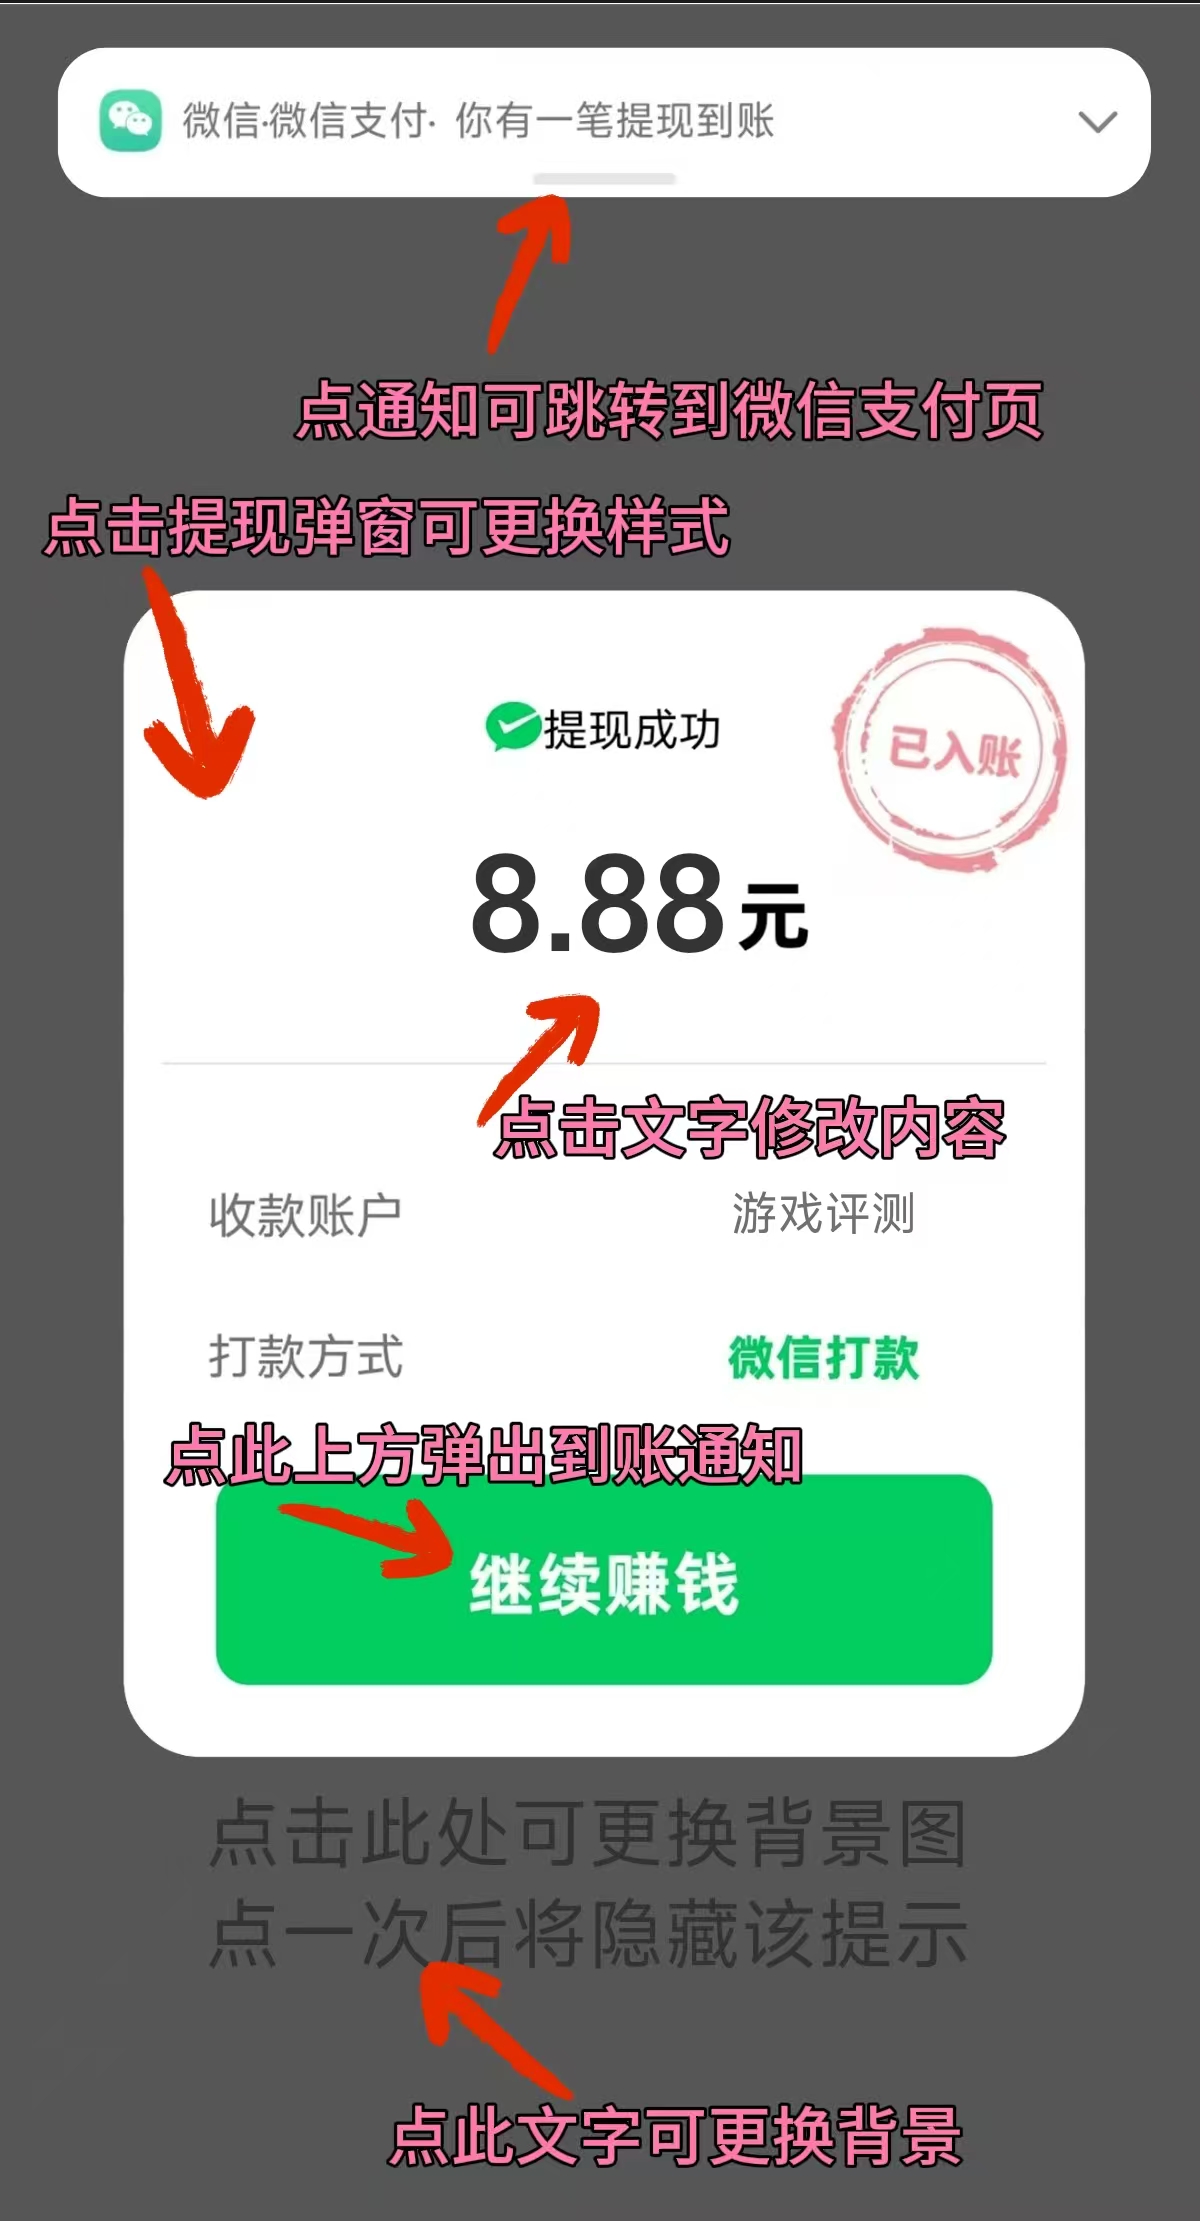 微信·微信支付· 你有一笔提现到账
点通知可跳转到微信支付页
点击提现弹窗可更换样式
提现成功
已入账
8.88元
点击文字修改内容
收款账户 游戏评测
打款方式 微信打款
点此上方弹出到账通知
继续赚钱
点击此处可更换背景图
点一次后将隐藏该提示
点此文字可更换背景